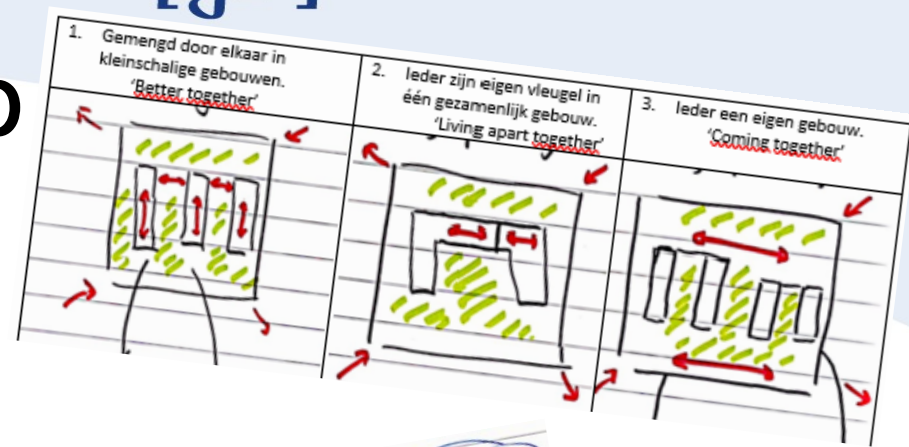 1. Gemengd door elkaar in
kleinschalige gebouwen.
'Better together'
2. Ieder zijn eigen vleugel in
één gezamenlijk gebouw.
'Living apart together'
3. Ieder een eigen gebouw.
'Coming together'